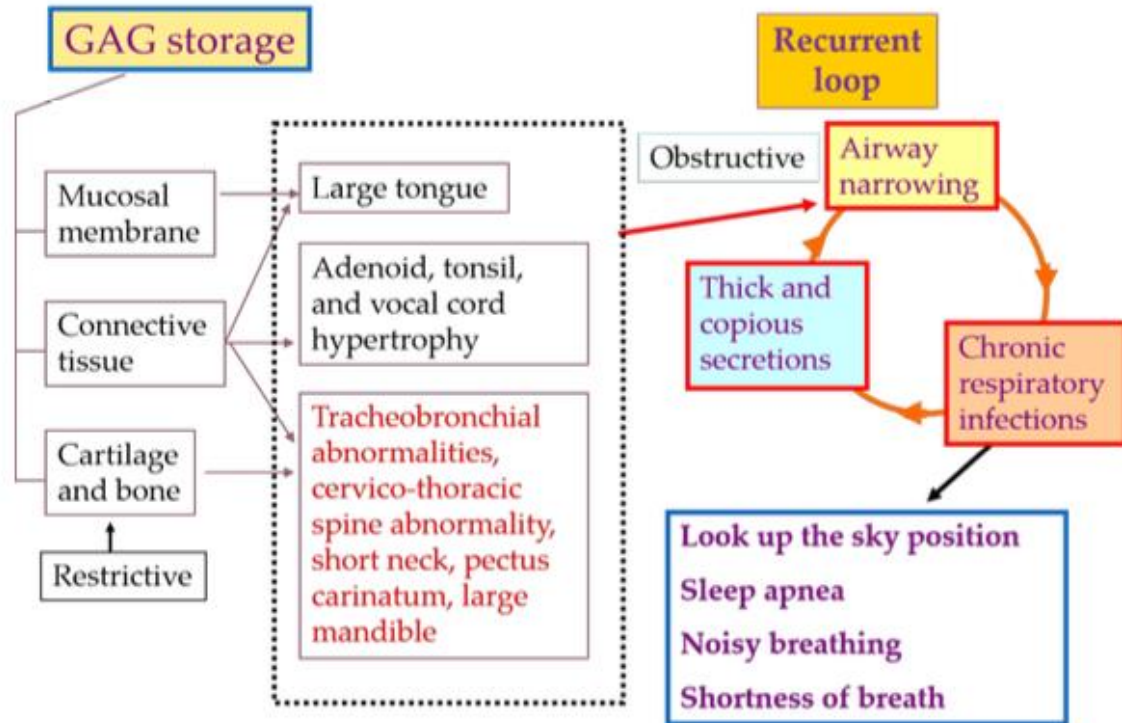 GAG storage
Mucosal
membrane
Connective
tissue
Cartilage
and bone
Restrictive
Large tongue
Adenoid, tonsil,
and vocal cord
hypertrophy
Tracheobronchial
abnormalities,
cervico-thoracic
spine abnormality,
short neck, pectus
carinatum, large
mandible
Recurrent
loop
Obstructive
Airway
narrowing
Thick and
copious
secretions
Chronic
respiratory
infections
Look up the sky position
Sleep apnea
Noisy breathing
Shortness of breath